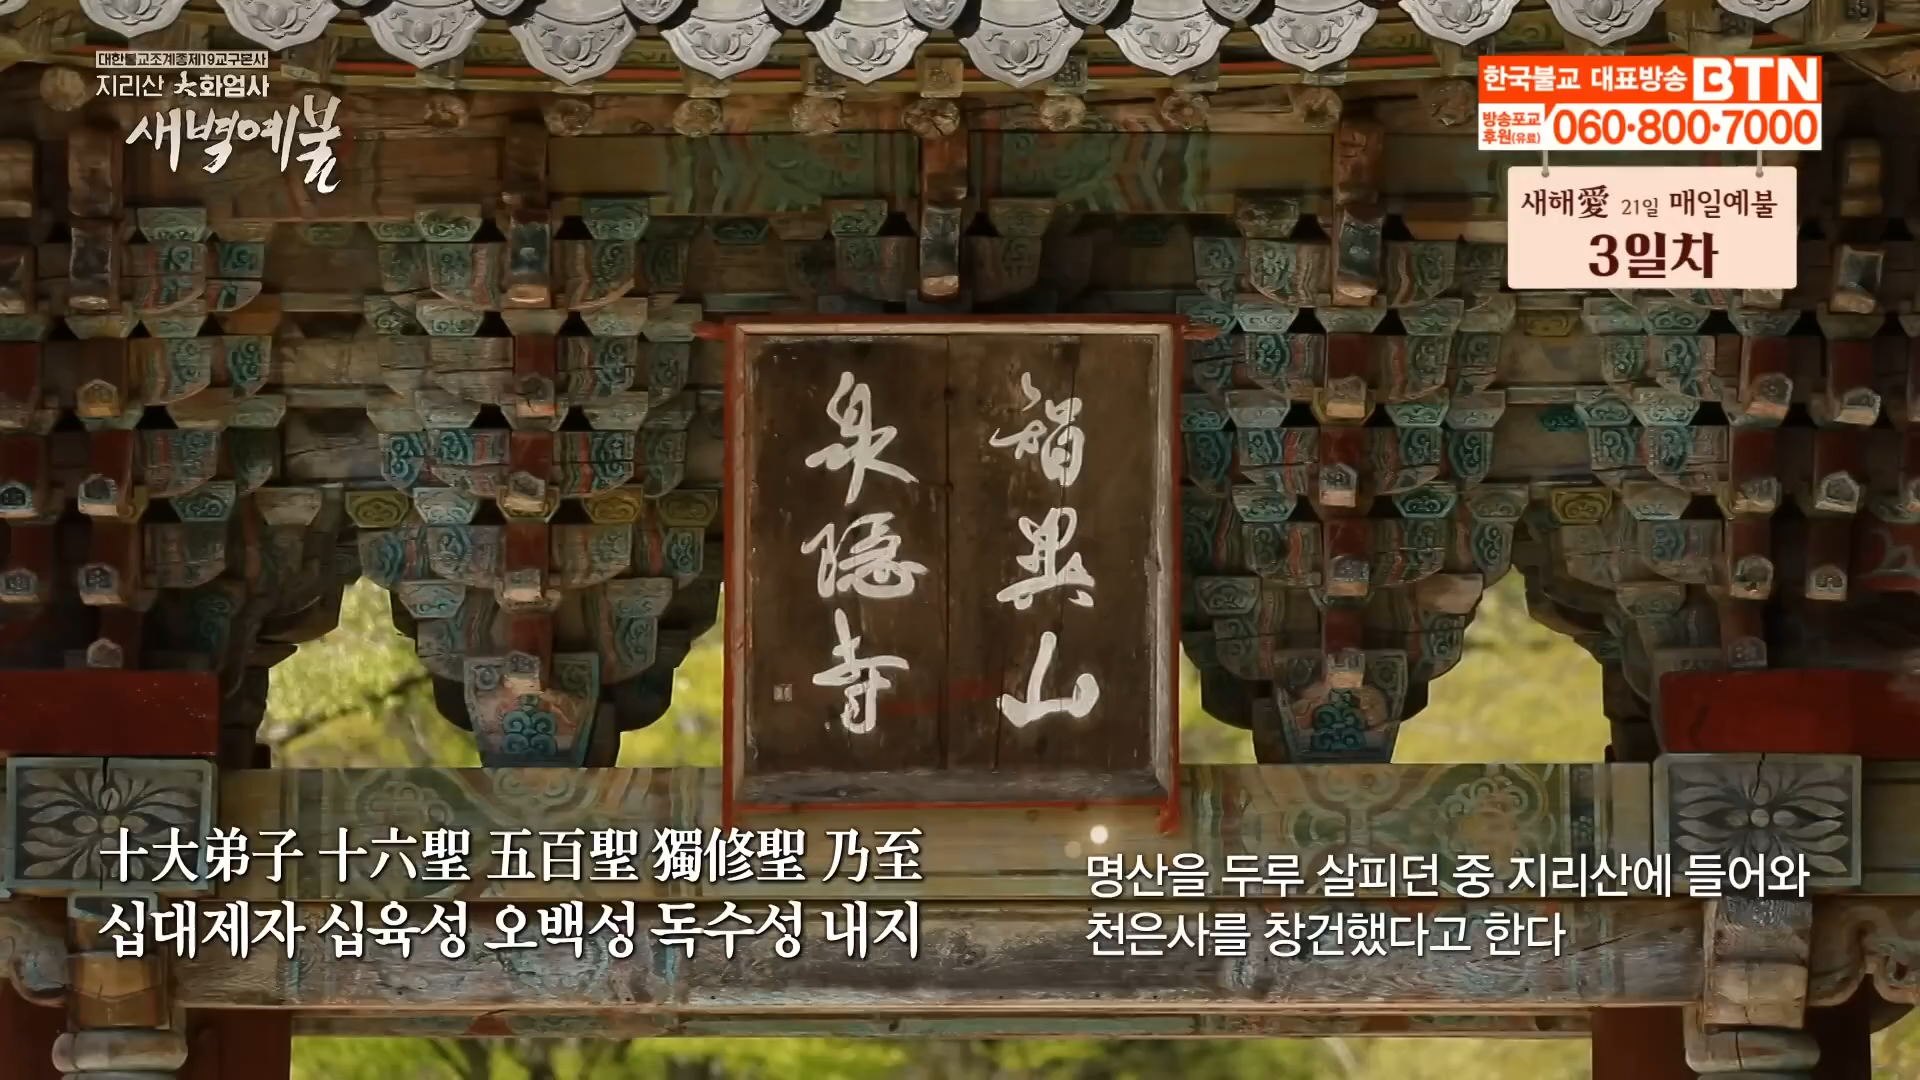 대한불교조계종제19교구본사
지리산 大화엄사
새벽예불
한국불교 대표방송 BTN
방송포교
후원(유료) 060·800·7000
새해愛 21일 매일예불
3일차
智異山
泉隱寺
十大弟子 十六聖 五百聖 獨修聖 乃至
십대제자 십육성 오백성 독수성 내지
명산을 두루 살피던 중 지리산에 들어와
천은사를 창건했다고 한다